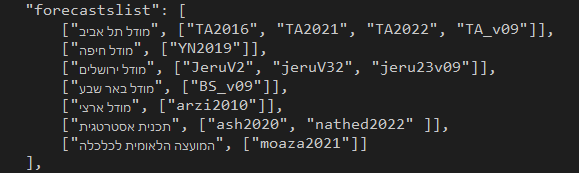 "forecastslist": [
["מודל תל אביב", ["TA2016", "TA2021", "TA2022", "TA_v09"]],
["מודל חיפה", ["YN2019"]],
["מודל ירושלים", ["JeruV2", "jeruV32", "jeru23v09"]],
["מודל באר שבע", ["BS_v09"]],
["מודל ארצי", ["arzi2010"]],
["תכנית אסטרטגית", ["ash2020", "nathed2022" ]],
["המועצה הלאומית לכלכלה", ["moaza2021"]]
],